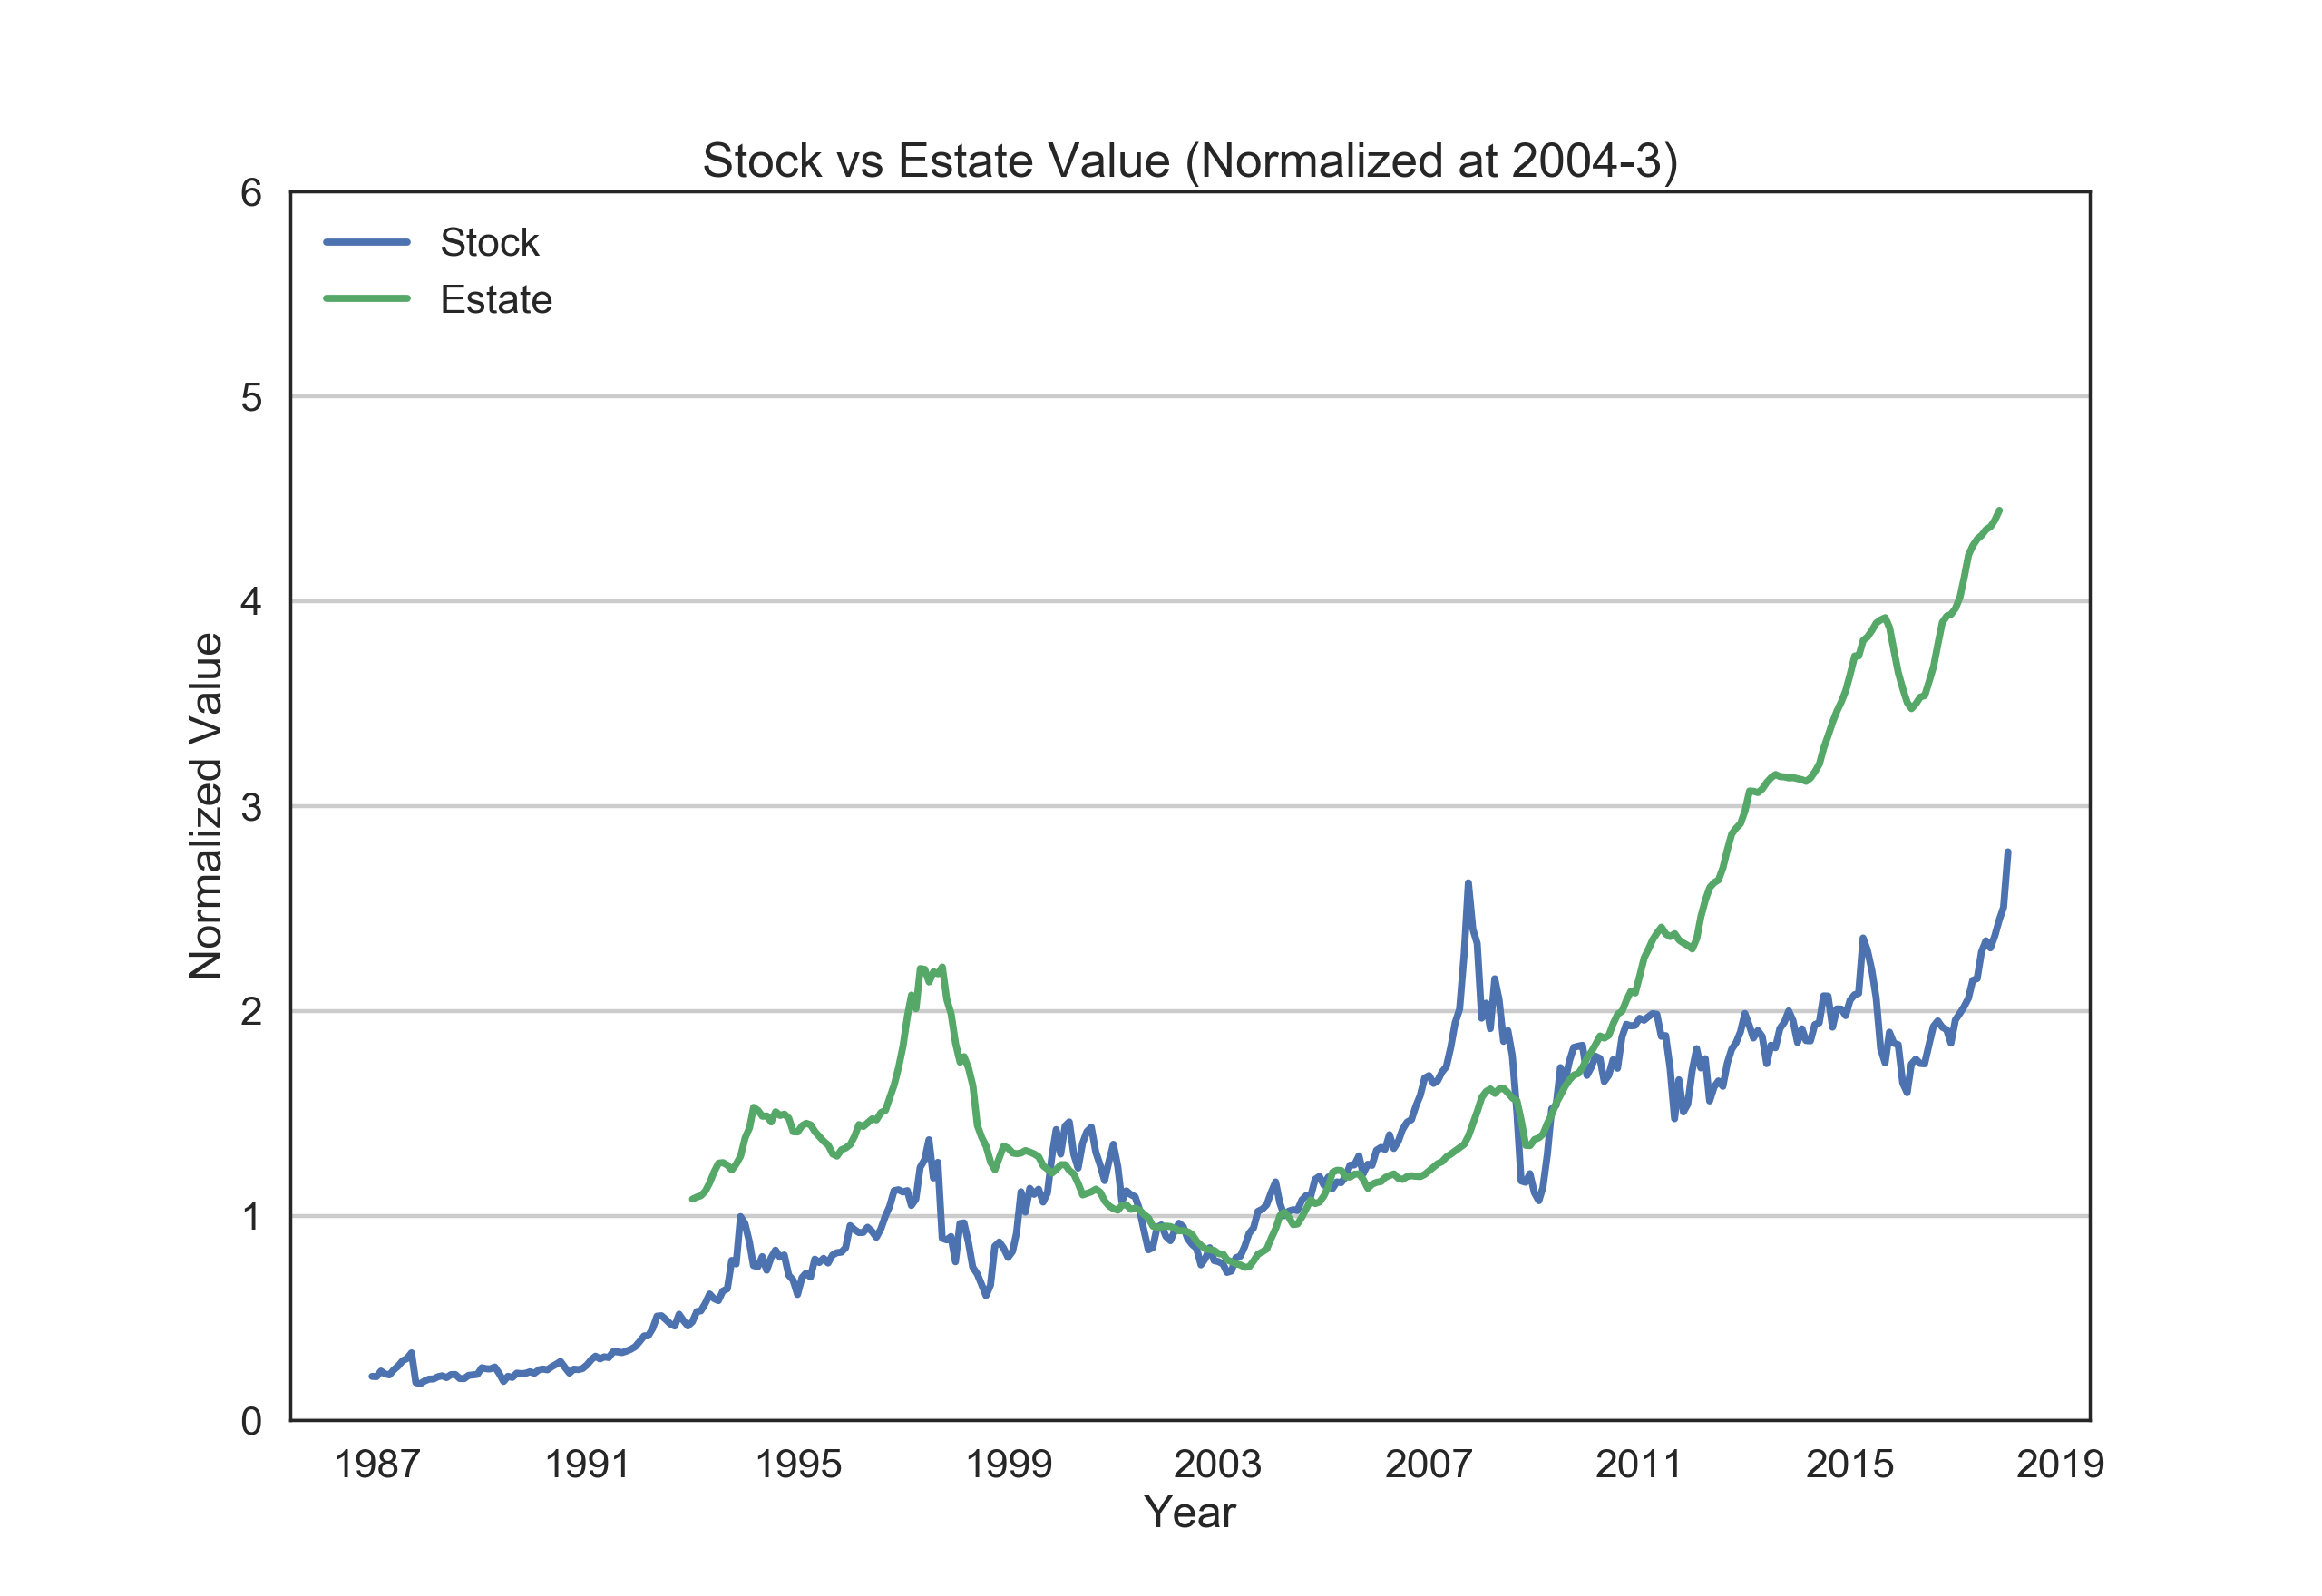 Stock vs Estate Value (Normalized at 2004-3)
6
Stock
Estate
5
4
3
2
1
0
Normalized Value
1987 1991 1995 1999 2003 2007 2011 2015 2019
Year